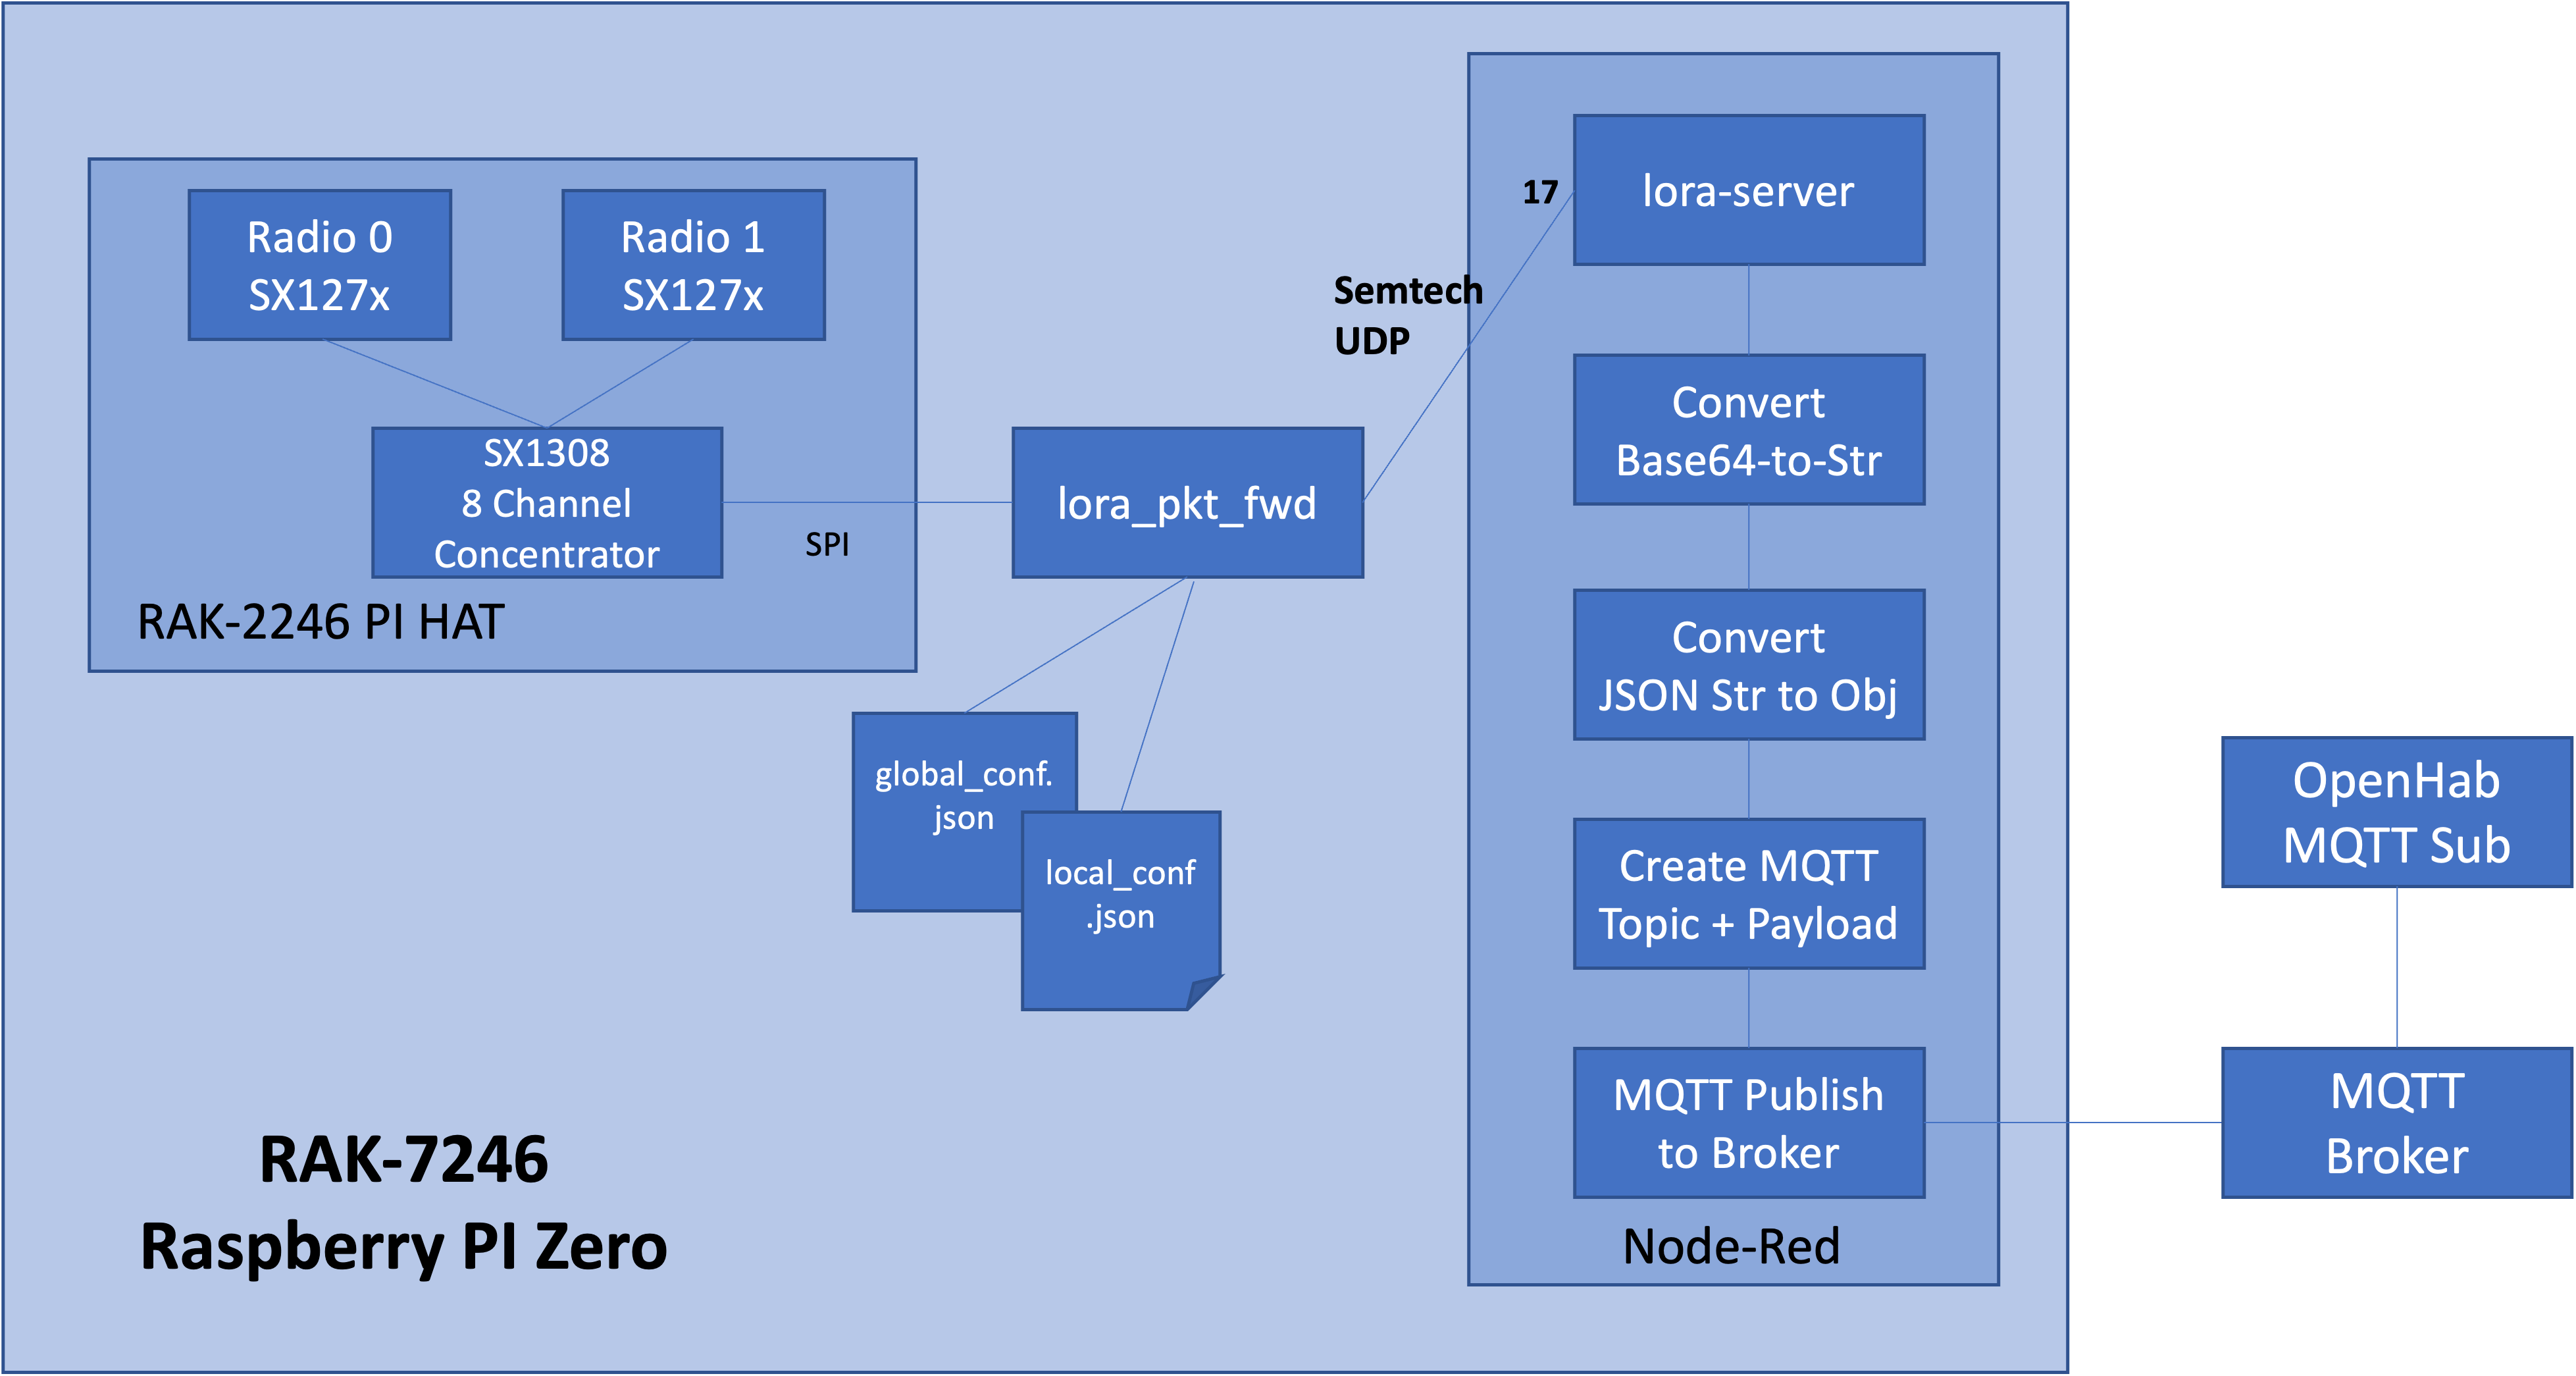 Radio 0
SX127x
Radio 1
SX127x
SX1308
8 Channel
Concentrator
SPI
RAK-2246 PI HAT
lora_pkt_fwd
global_conf.
json
local_conf
.json
Semtech
UDP
17
lora-server
Convert
Base64-to-Str
Convert
JSON Str to Obj
Create MQTT
Topic + Payload
MQTT Publish
to Broker
Node-Red
OpenHab
MQTT Sub
MQTT
Broker
RAK-7246
Raspberry PI Zero